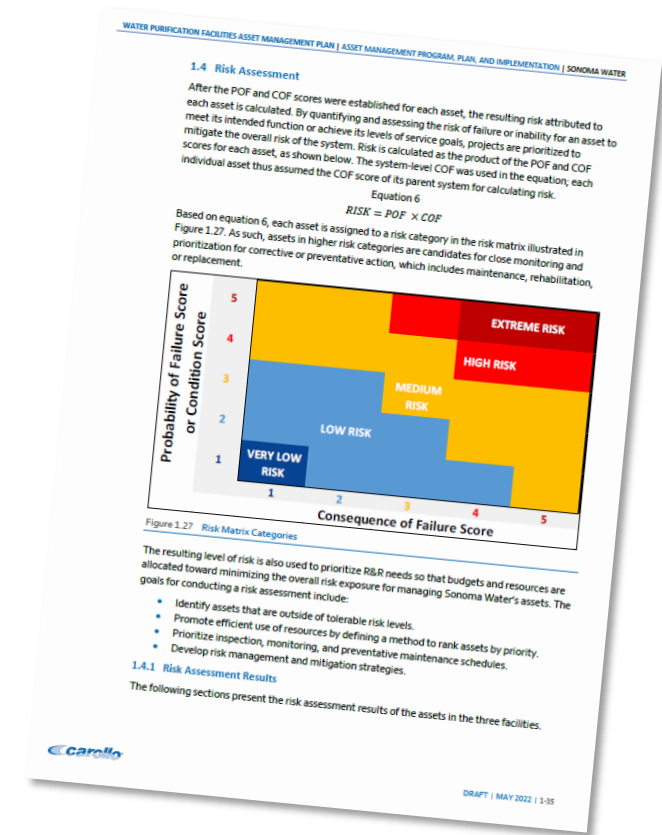 WATER PURIFICATION FACILITIES ASSET MANAGEMENT PLAN | ASSET MANAGEMENT PROGRAM, PLAN, AND IMPLEMENTATION | SONOMA WATER
1.4 Risk Assessment
After the POF and COF scores were established for each asset, the resulting risk attributed to
each asset is calculated. By quantifying and assessing the risk of failure or inability for an asset to
meet its intended function or achieve its levels of service goals, projects are prioritized to
mitigate the overall risk of the system. Risk is calculated as the product of the POF and COF
scores for each asset, as shown below. The system-level COF was used in the equation; each
individual asset thus assumed the COF score of its parent system for calculating risk.
Equation 6
RISK = POF × COF
Based on equation 6, each asset is assigned to a risk category in the risk matrix illustrated in
Figure 1.27. As such, assets in higher risk categories are candidates for close monitoring and
prioritization for corrective or preventative action, which includes maintenance, rehabilitation,
or replacement.
Probability of Failure Score
or Condition Score
5
4
3
2
1
EXTREME RISK
HIGH RISK
MEDIUM
RISK
LOW RISK
VERY LOW
RISK
1 2 3 4 5
Consequence of Failure Score
Figure 1.27 Risk Matrix Categories
The resulting level of risk is also used to prioritize R&R needs so that budgets and resources are
allocated toward minimizing the overall risk exposure for managing Sonoma Water's assets. The
goals for conducting a risk assessment include:
• Identify assets that are outside of tolerable risk levels.
• Promote efficient use of resources by defining a method to rank assets by priority.
• Prioritize inspection, monitoring, and preventative maintenance schedules.
• Develop risk management and mitigation strategies.
1.4.1 Risk Assessment Results
The following sections present the risk assessment results of the assets in the three facilities.
carollo
DRAFT | MAY 2022 | 1-35